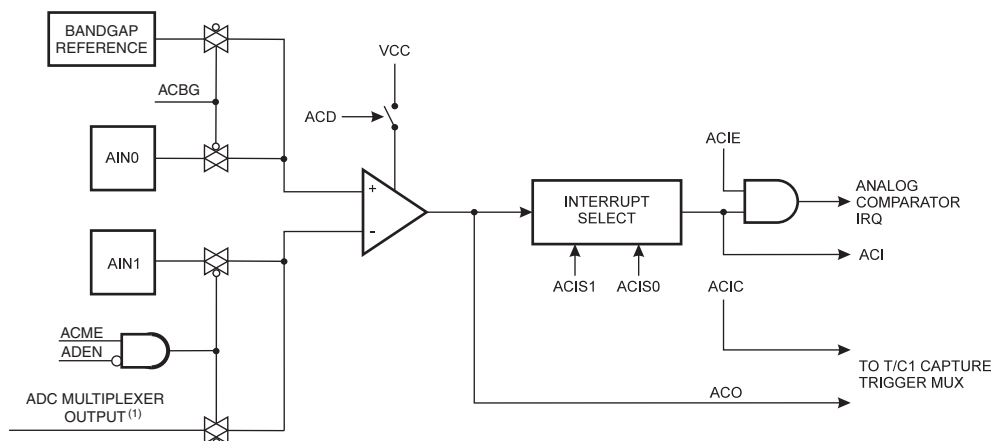 BANDGAP
REFERENCE
VCC
ACBG
ACD
AIN0
ACIE
+
-
INTERRUPT
SELECT
ANALOG
COMPARATOR
IRQ
AIN1
ACI
ACIS1 ACIS0
ACIC
ACME
ADEN
TO T/C1 CAPTURE
TRIGGER MUX
ADC MULTIPLEXER
OUTPUT(1)
ACO